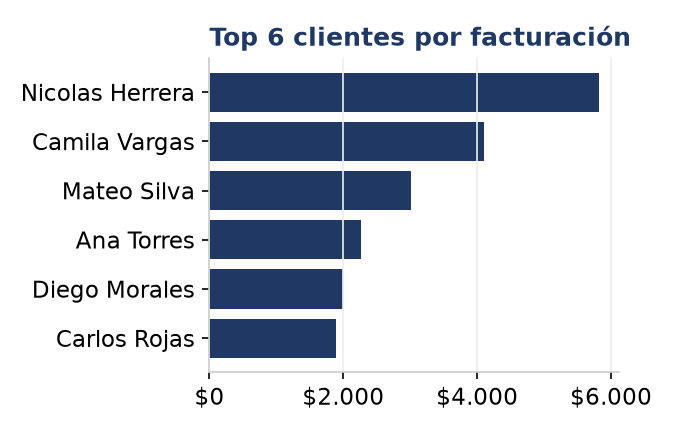 Top 6 clientes por facturación
Nicolas Herrera
Camila Vargas
Mateo Silva
Ana Torres
Diego Morales
Carlos Rojas
$0 $2.000 $4.000 $6.000